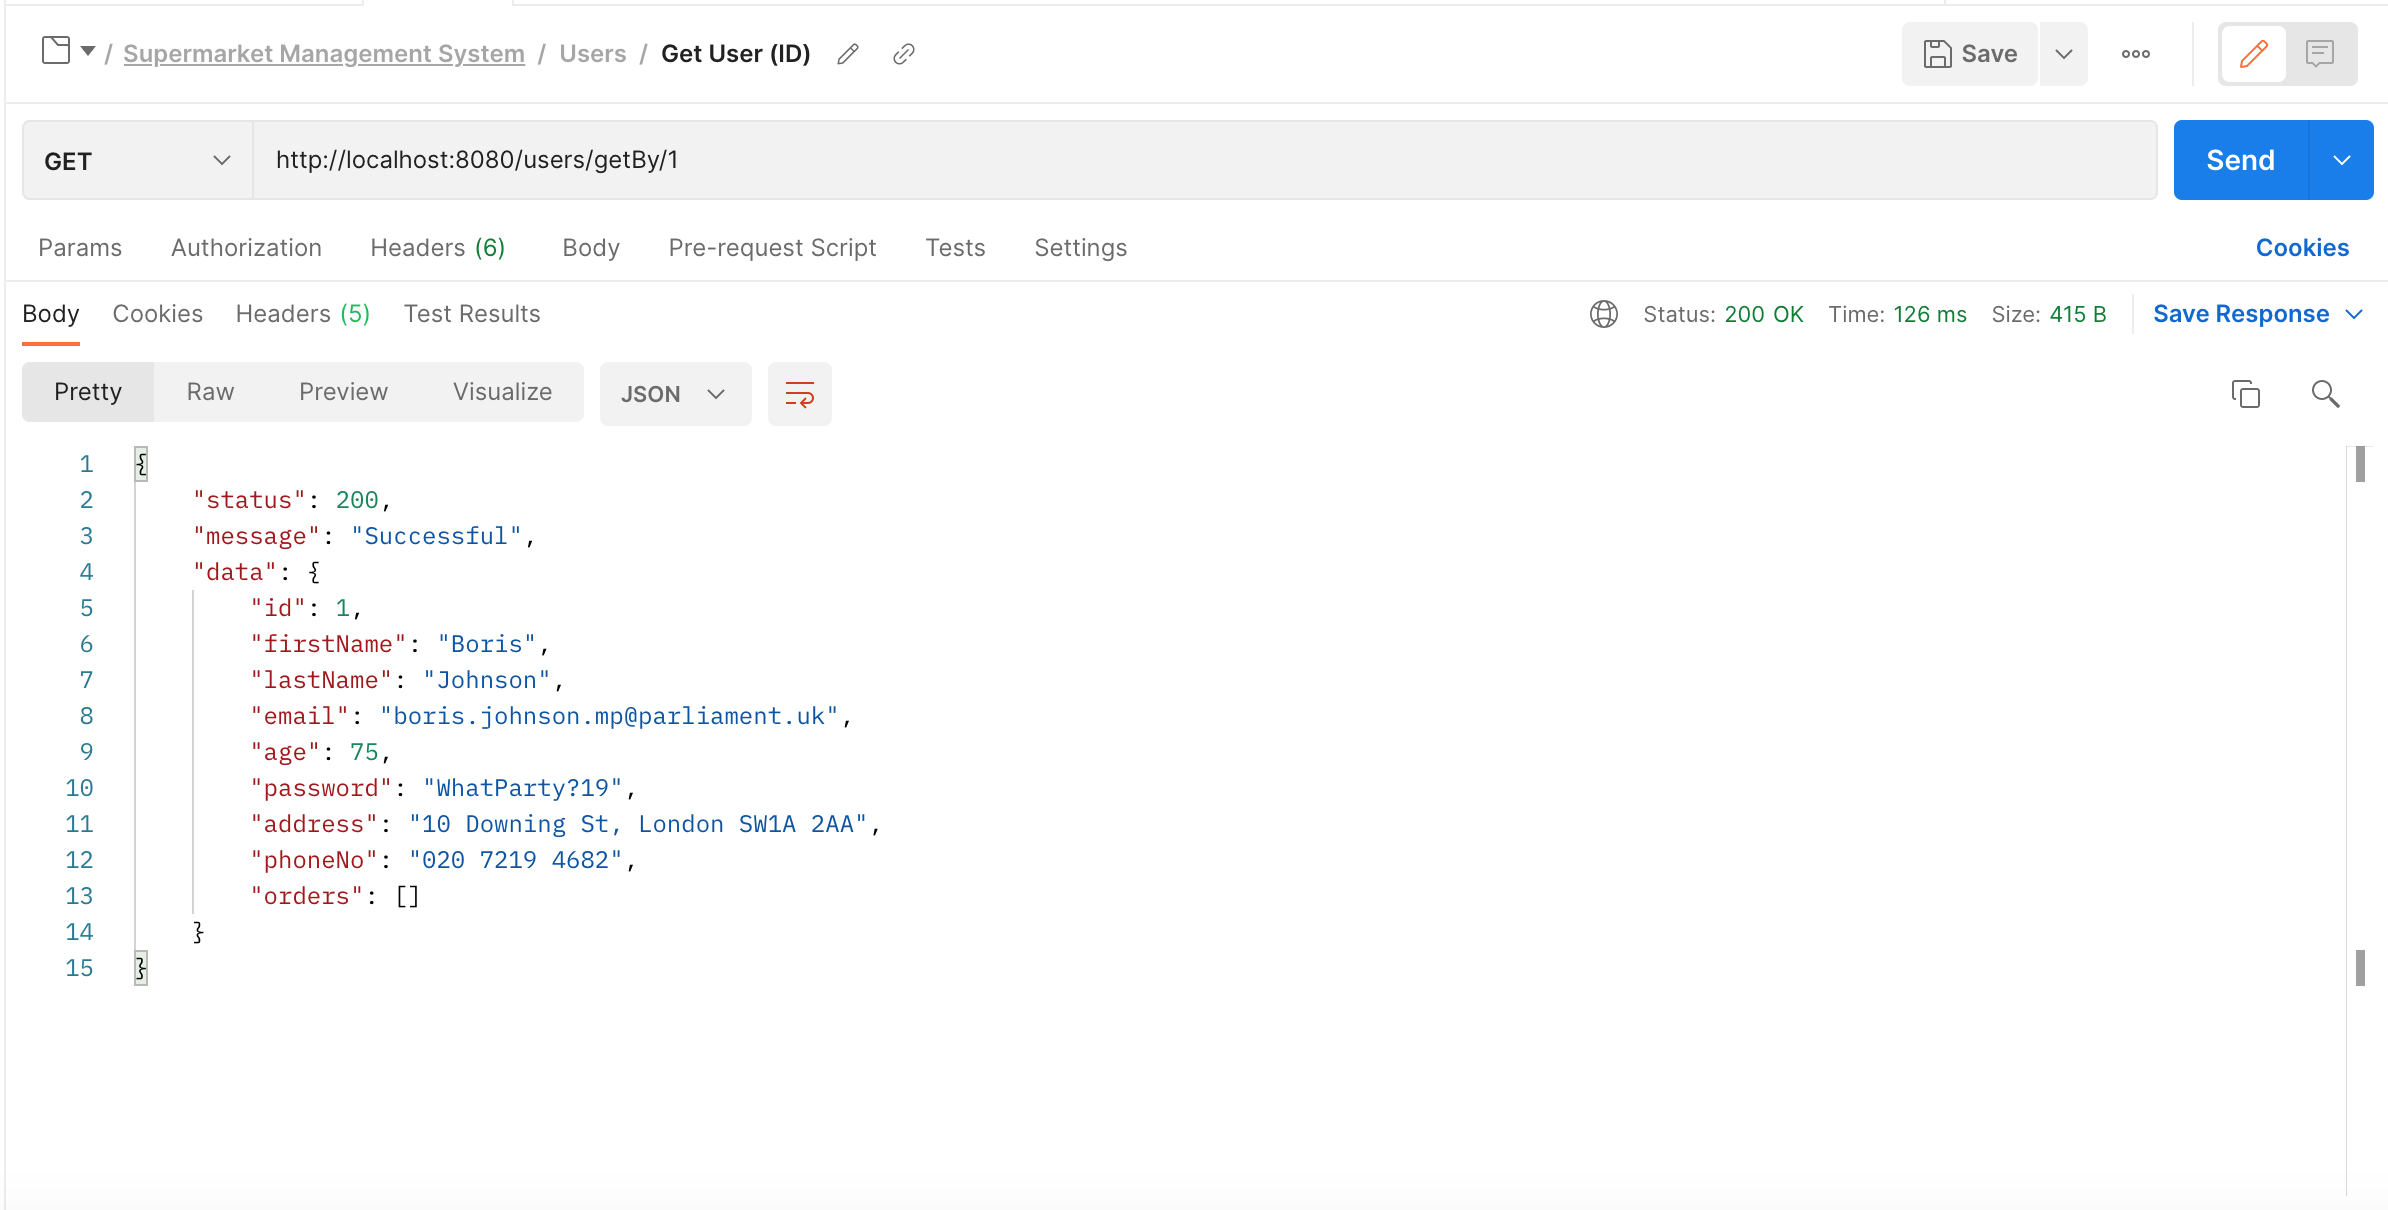 / Supermarket Management System / Users / Get User (ID)
Save
GET
http://localhost:8080/users/getBy/1
Send
Params Authorization Headers (6) Body Pre-request Script Tests Settings
Cookies
Body Cookies Headers (5) Test Results
Status: 200 OK Time: 126 ms Size: 415 B
Save Response
Pretty Raw Preview Visualize JSON
1 {
2 "status": 200,
3 "message": "Successful",
4 "data": {
5 "id": 1,
6 "firstName": "Boris",
7 "lastName": "Johnson",
8 "email": "boris.johnson.mp@parliament.uk",
9 "age": 75,
10 "password": "WhatParty?19",
11 "address": "10 Downing St, London SW1A 2AA",
12 "phoneNo": "020 7219 4682",
13 "orders": []
14 }
15 }